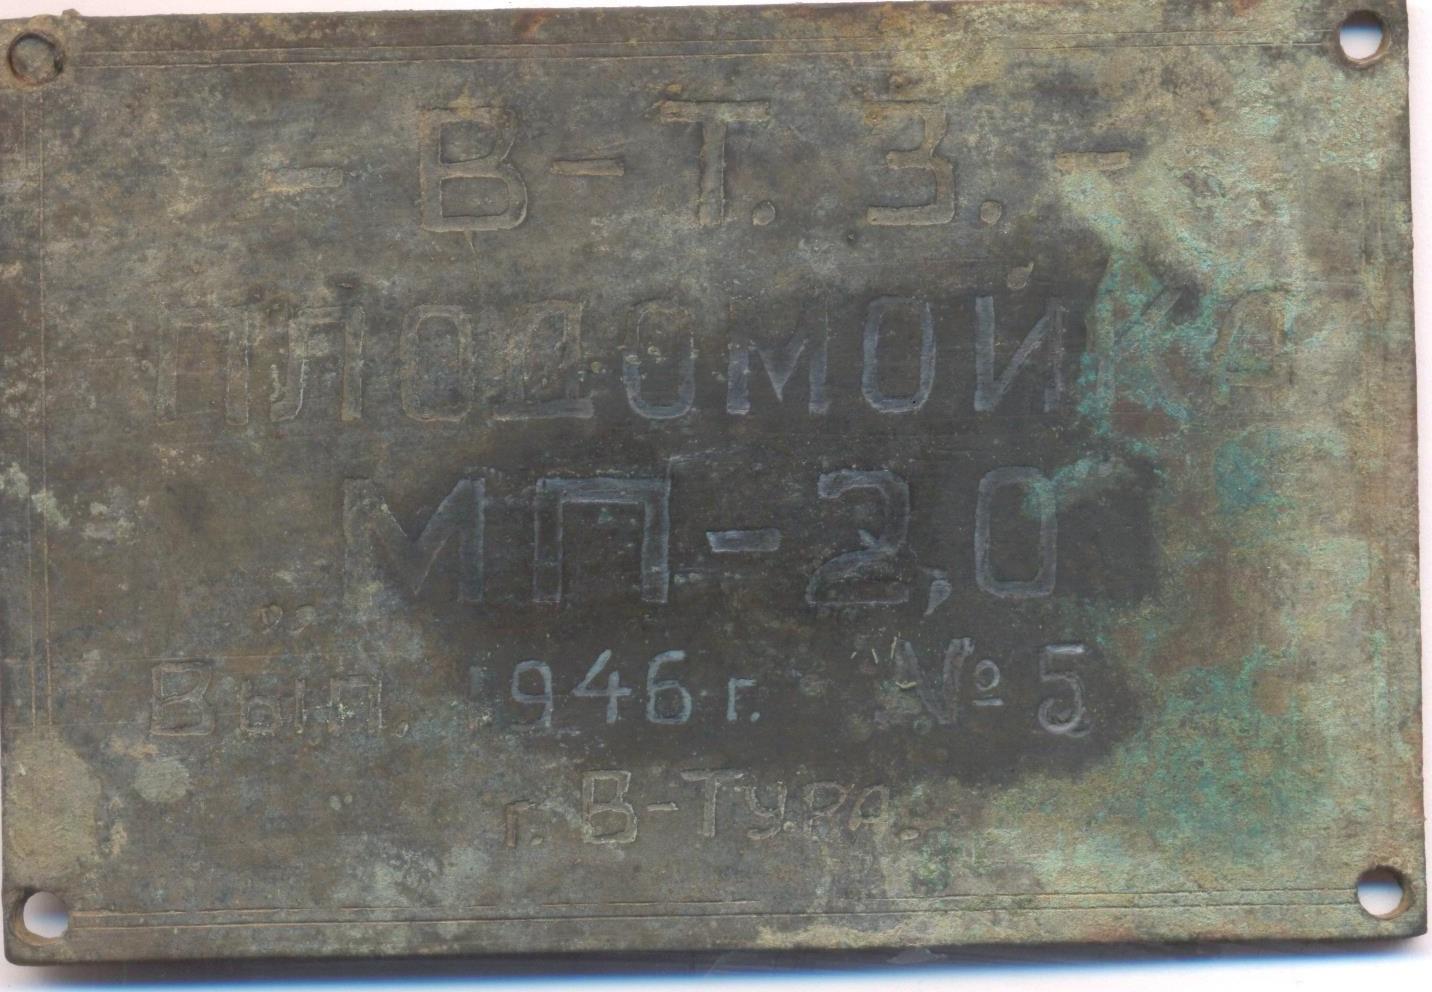 - В-Т. З. -
ПЛОДОМОЙКА
МП-2,0
Вып. 1946 г. № 5
г. В-Тура.